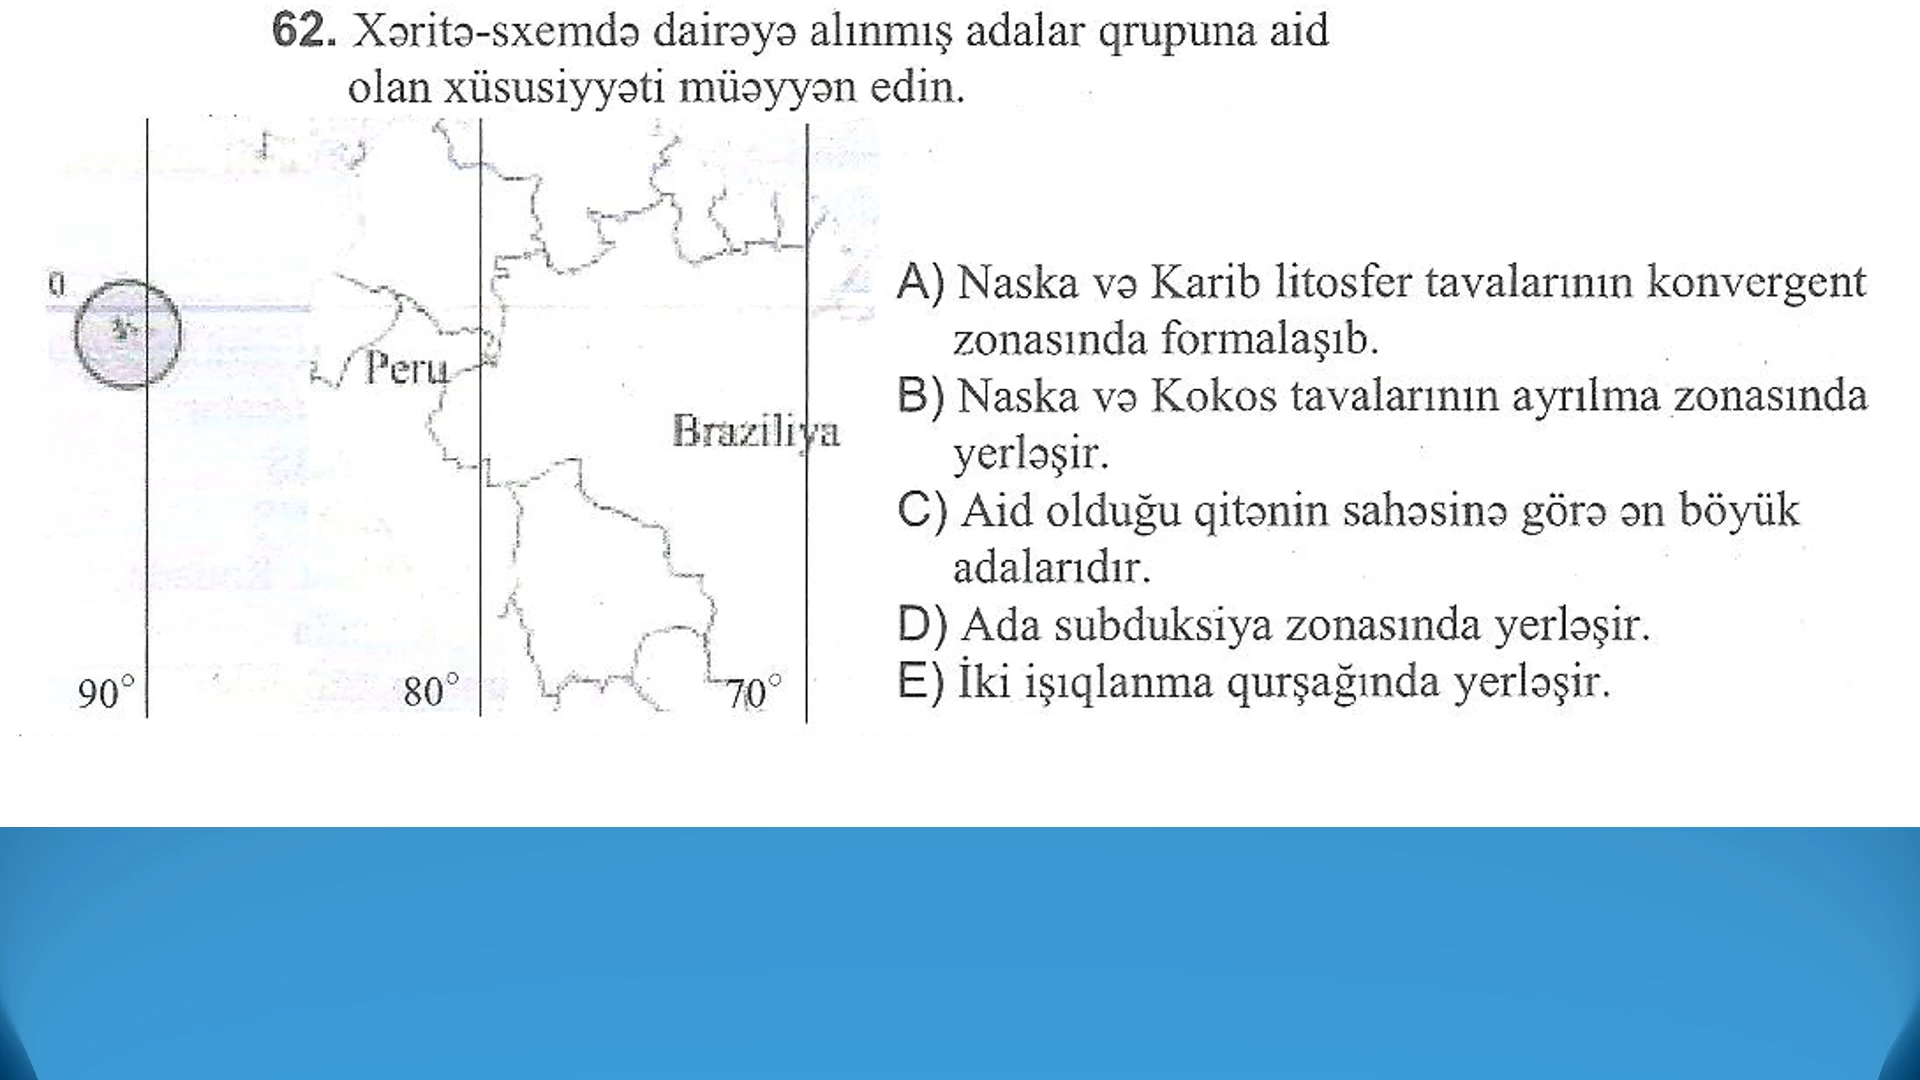 62. Xəritə-sxemdə dairəyə alınmış adalar qrupuna aid
olan xüsusiyyəti müəyyən edin.
0
Peru
Braziliya
90°
80°
70°
A) Naska və Karib litosfer tavalarının konvergent
zonasında formalaşıb.
B) Naska və Kokos tavalarının ayrılma zonasında
yerləşir.
C) Aid olduğu qitənin sahəsinə görə ən böyük
adalarıdır.
D) Ada subduksiya zonasında yerləşir.
E) İki işıqlanma qurşağında yerləşir.